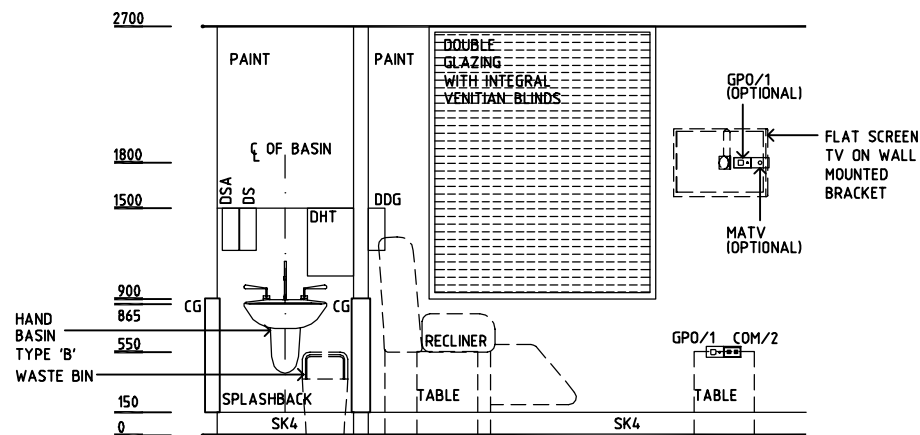 2700
PAINT
PAINT
DOUBLE
GLAZING
WITH INTEGRAL
VENITIAN BLINDS
GPO/1
(OPTIONAL)
FLAT SCREEN
TV ON WALL
MOUNTED
BRACKET
℄ OF BASIN
1800
1500
DSA
DS
DHT
DDG
MATV
(OPTIONAL)
900
865
CG
CG
HAND
BASIN
TYPE 'B'
550
RECLINER
GPO/1 COM/2
WASTE BIN
SPLASHBACK
TABLE
TABLE
150
SK4
SK4
0